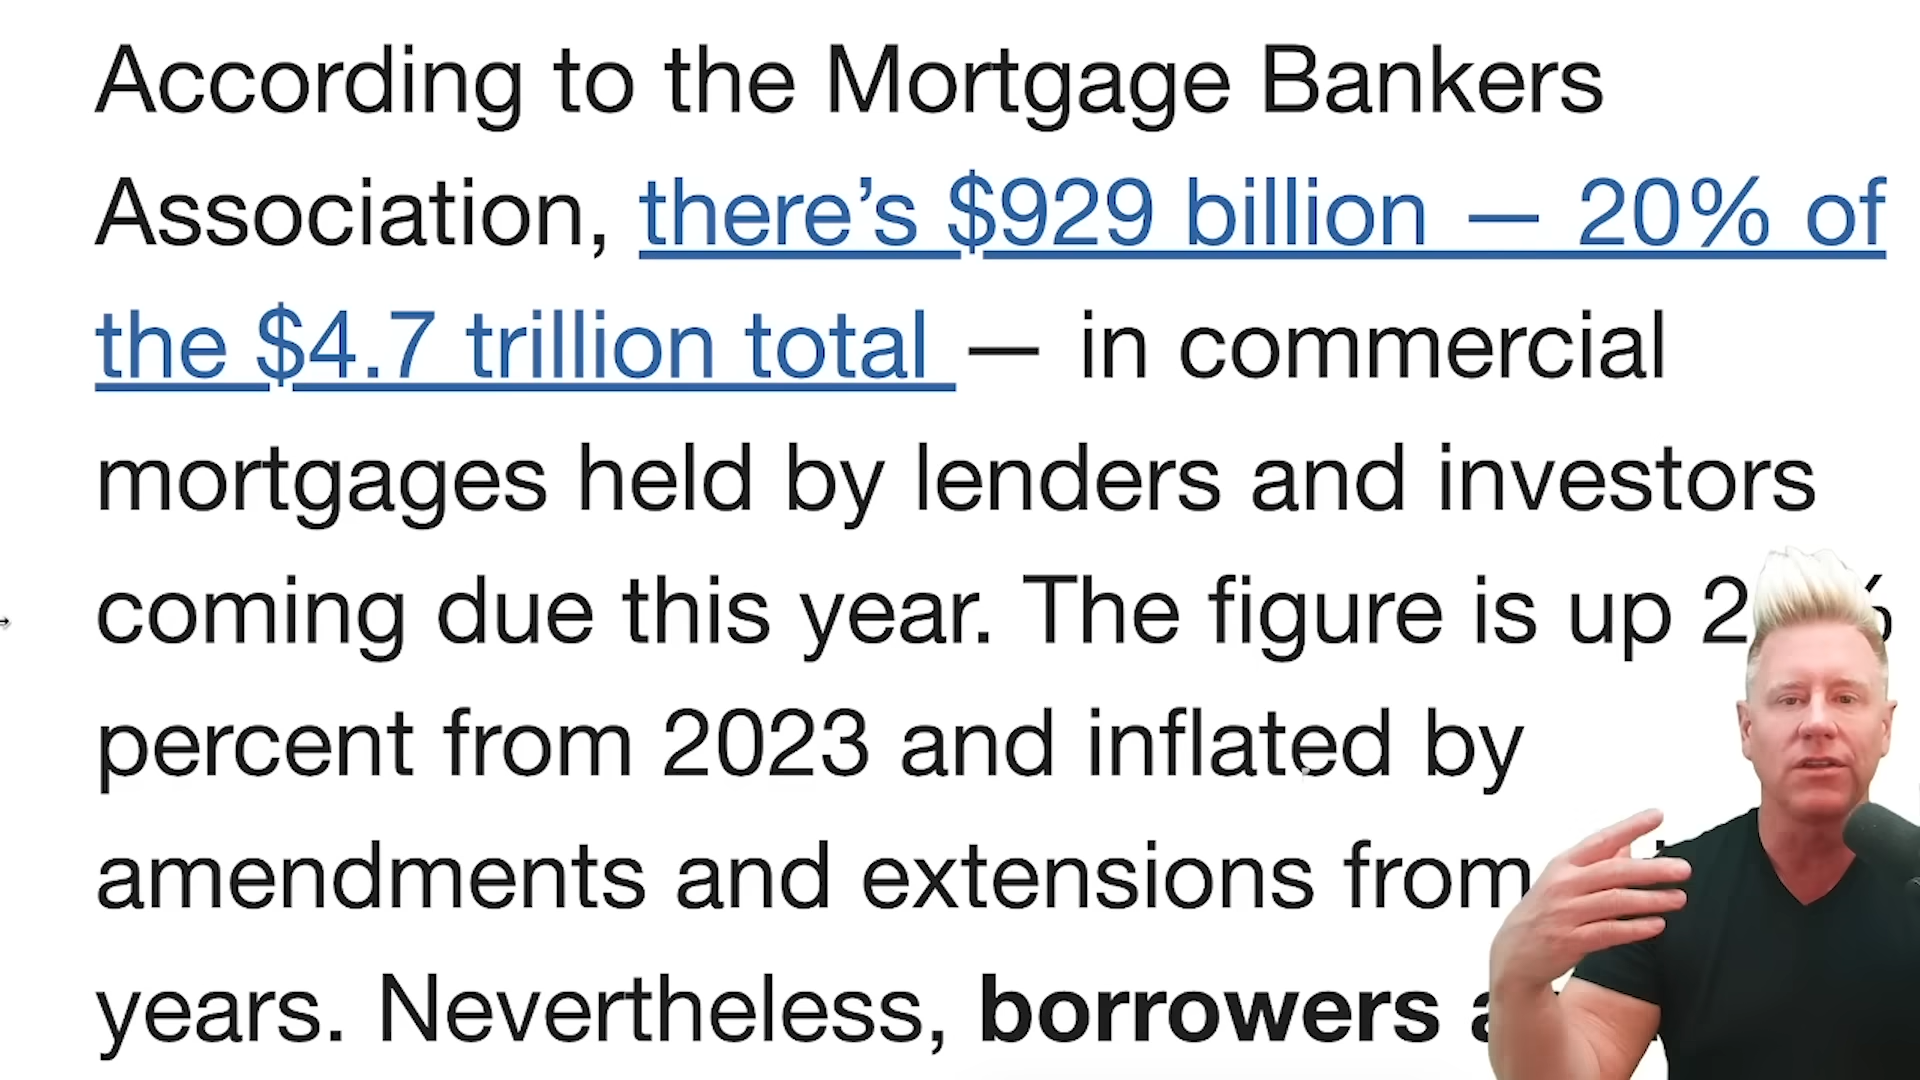 According to the Mortgage Bankers
Association, there’s $929 billion — 20% of
the $4.7 trillion total — in commercial
mortgages held by lenders and investors
coming due this year. The figure is up
percent from 2023 and inflated by
amendments and extensions from
years. Nevertheless, borrowers